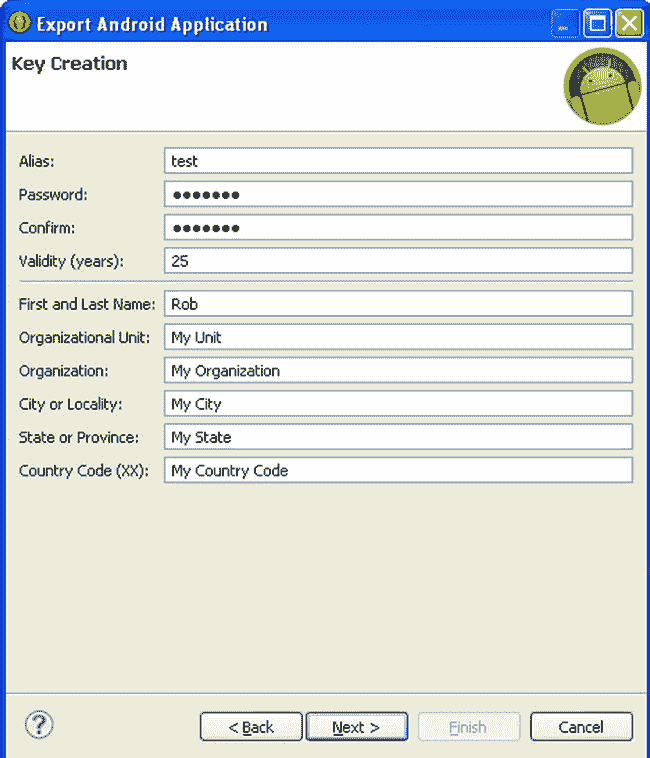 Export Android Application
Key Creation
Alias: test
Password: ●●●●●●●
Confirm: ●●●●●●●
Validity (years): 25
First and Last Name: Rob
Organizational Unit: My Unit
Organization: My Organization
City or Locality: My City
State or Province: My State
Country Code (XX): My Country Code
? < Back Next > Finish Cancel